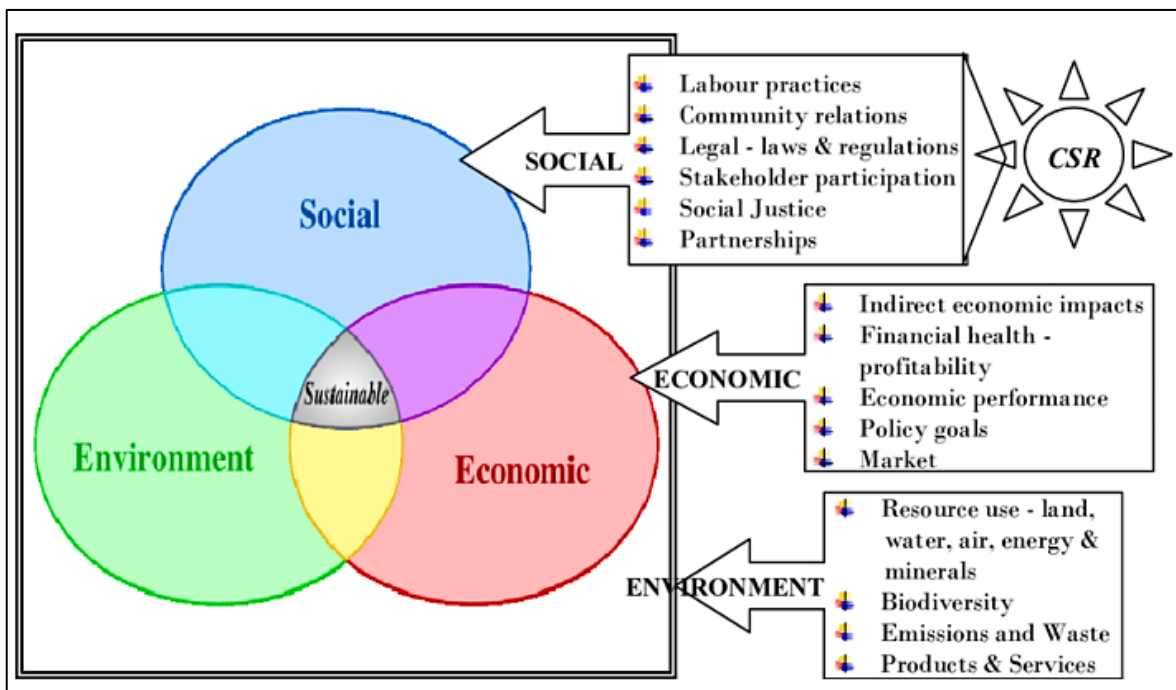 Social
Environment
Economic
Sustainable
SOCIAL
Labour practices
Community relations
Legal - laws & regulations
Stakeholder participation
Social Justice
Partnerships
CSR
ECONOMIC
Indirect economic impacts
Financial health -
profitability
Economic performance
Policy goals
Market
ENVIRONMENT
Resource use - land,
water, air, energy &
minerals
Biodiversity
Emissions and Waste
Products & Services